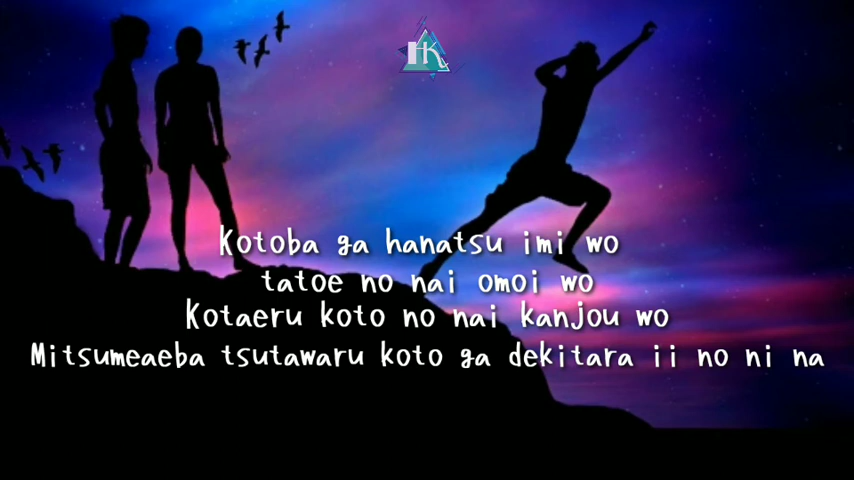 HK
Kotoba ga hanatsu imi wo
tatoe no nai omoi wo
Kotaeru koto no nai kanjou wo
Mitsumeaeba tsutawaru koto ga dekitara ii no ni na